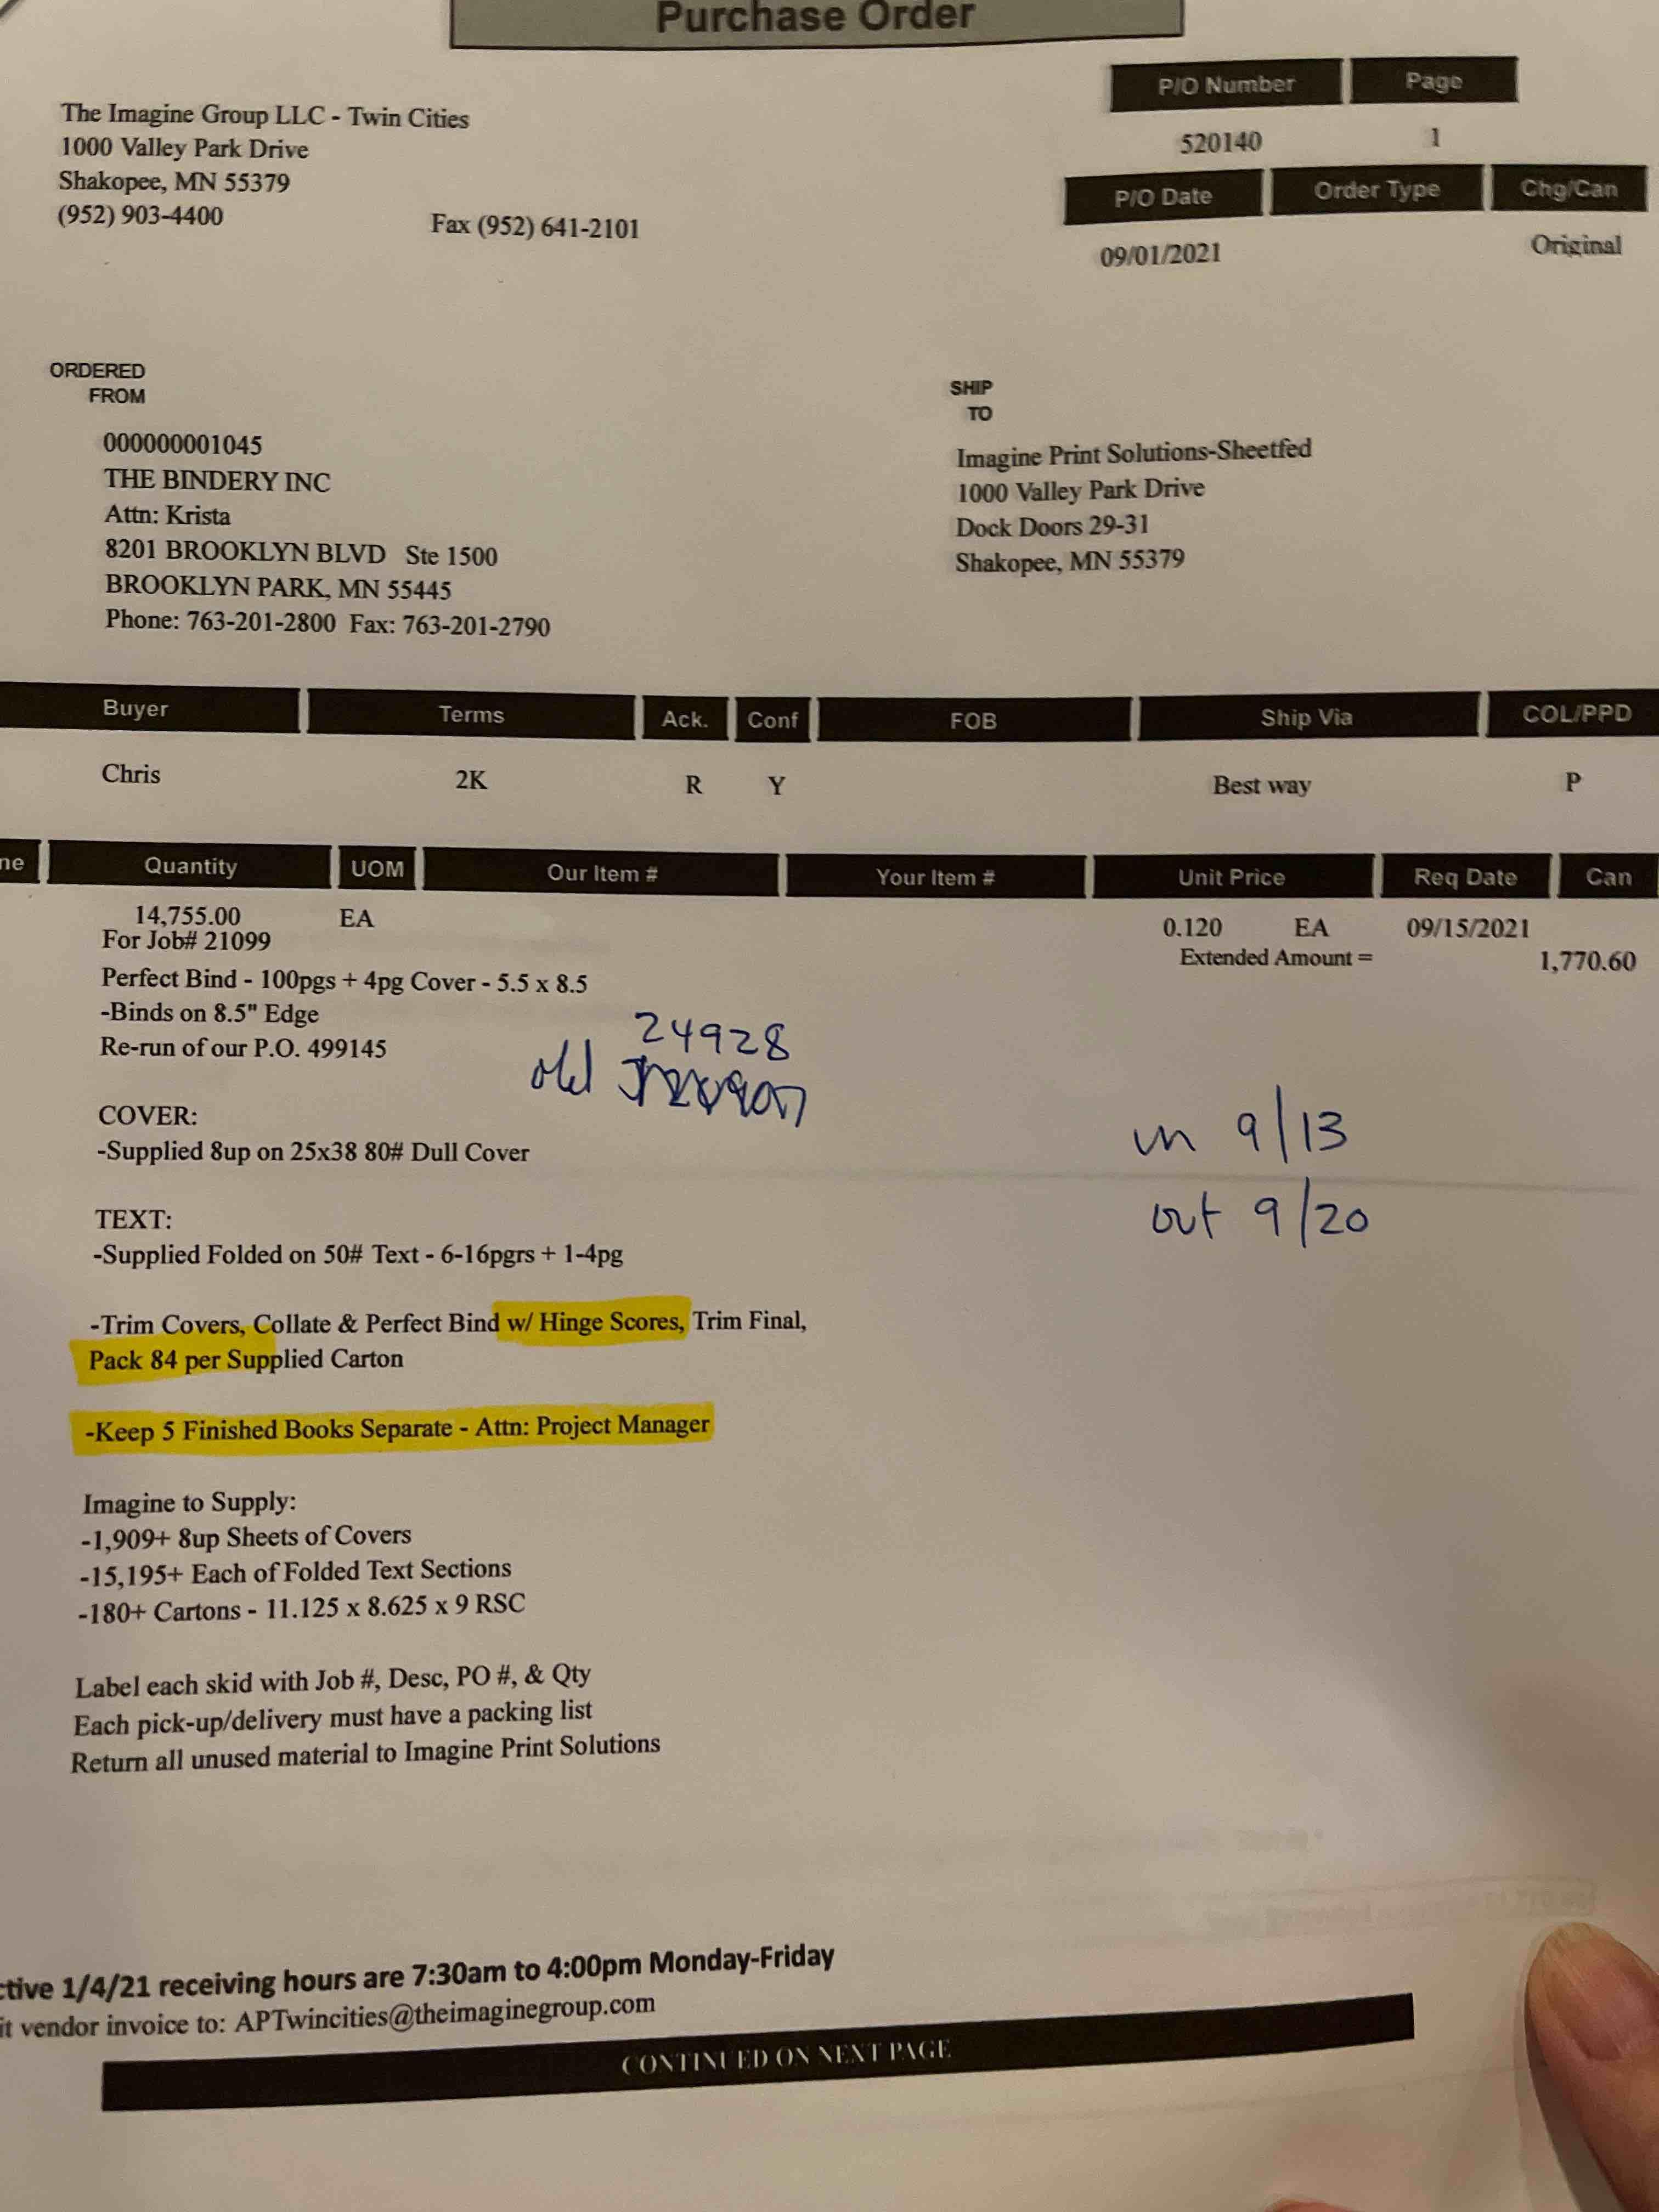 Purchase Order
P/O Number Page
520140 1
The Imagine Group LLC - Twin Cities
1000 Valley Park Drive
Shakopee, MN 55379
(952) 903-4400 Fax (952) 641-2101
P/O Date Order Type Chg/Can
09/01/2021 Original
ORDERED
FROM
000000001045
THE BINDERY INC
Attn: Krista
8201 BROOKLYN BLVD Ste 1500
BROOKLYN PARK, MN 55445
Phone: 763-201-2800 Fax: 763-201-2790
SHIP
TO
Imagine Print Solutions-Sheetfed
1000 Valley Park Drive
Dock Doors 29-31
Shakopee, MN 55379
Buyer Terms Ack. Conf FOB Ship Via COL/PPD
Chris 2K R Y Best way P
ne Quantity UOM Our Item # Your Item # Unit Price Req Date Can
14,755.00 EA 0.120 EA 09/15/2021
For Job# 21099 Extended Amount = 1,770.60
Perfect Bind - 100pgs + 4pg Cover - 5.5 x 8.5
-Binds on 8.5" Edge
Re-run of our P.O. 499145
24928
old
in 9/13
out 9/20
COVER:
-Supplied 8up on 25x38 80# Dull Cover
TEXT:
-Supplied Folded on 50# Text - 6-16pgrs + 1-4pg
-Trim Covers, Collate & Perfect Bind w/ Hinge Scores, Trim Final,
Pack 84 per Supplied Carton
-Keep 5 Finished Books Separate - Attn: Project Manager
Imagine to Supply:
-1,909+ 8up Sheets of Covers
-15,195+ Each of Folded Text Sections
-180+ Cartons - 11.125 x 8.625 x 9 RSC
Label each skid with Job #, Desc, PO #, & Qty
Each pick-up/delivery must have a packing list
Return all unused material to Imagine Print Solutions
ctive 1/4/21 receiving hours are 7:30am to 4:00pm Monday-Friday
it vendor invoice to: APTwincities@theimaginegroup.com
CONTINUED ON NEXT PAGE